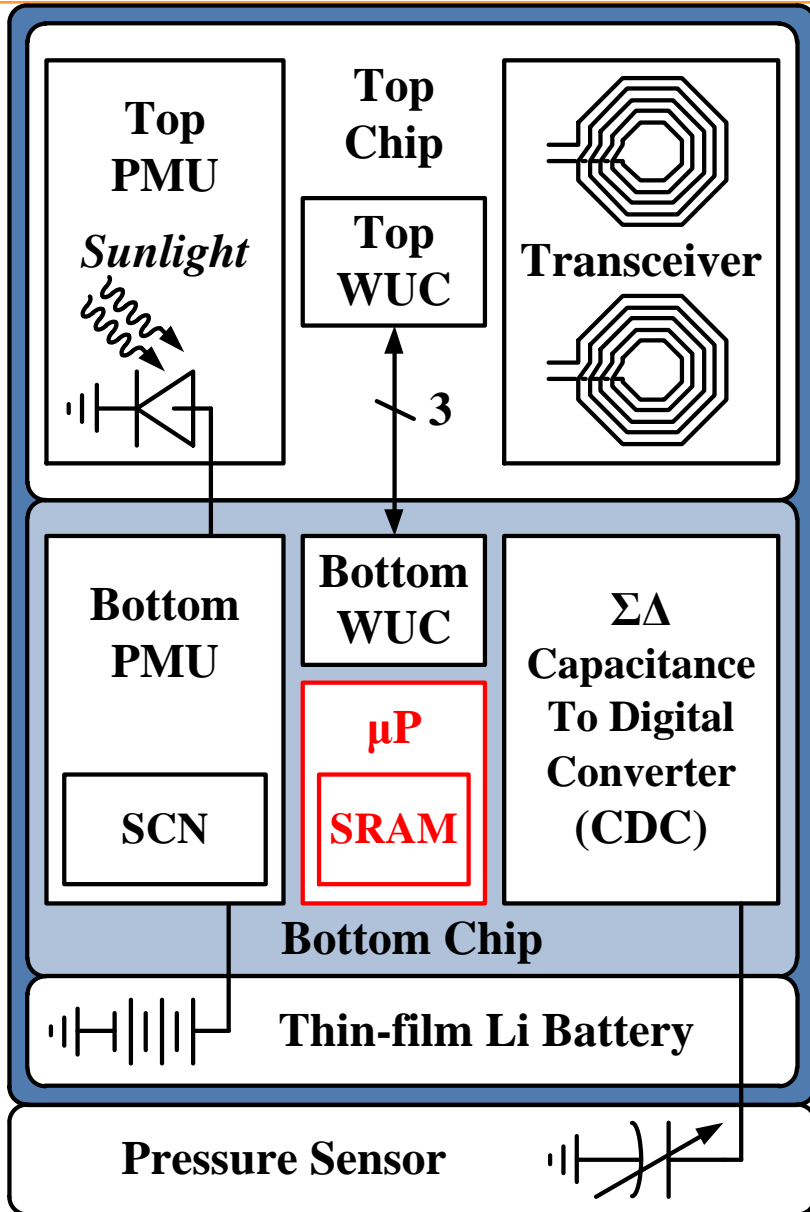 Top
PMU
Sunlight
Top
Chip
Top
WUC
3
Transceiver
Bottom
PMU
SCN
Bottom
WUC
μP
SRAM
ΣΔ
Capacitance
To Digital
Converter
(CDC)
Bottom Chip
Thin-film Li Battery
Pressure Sensor